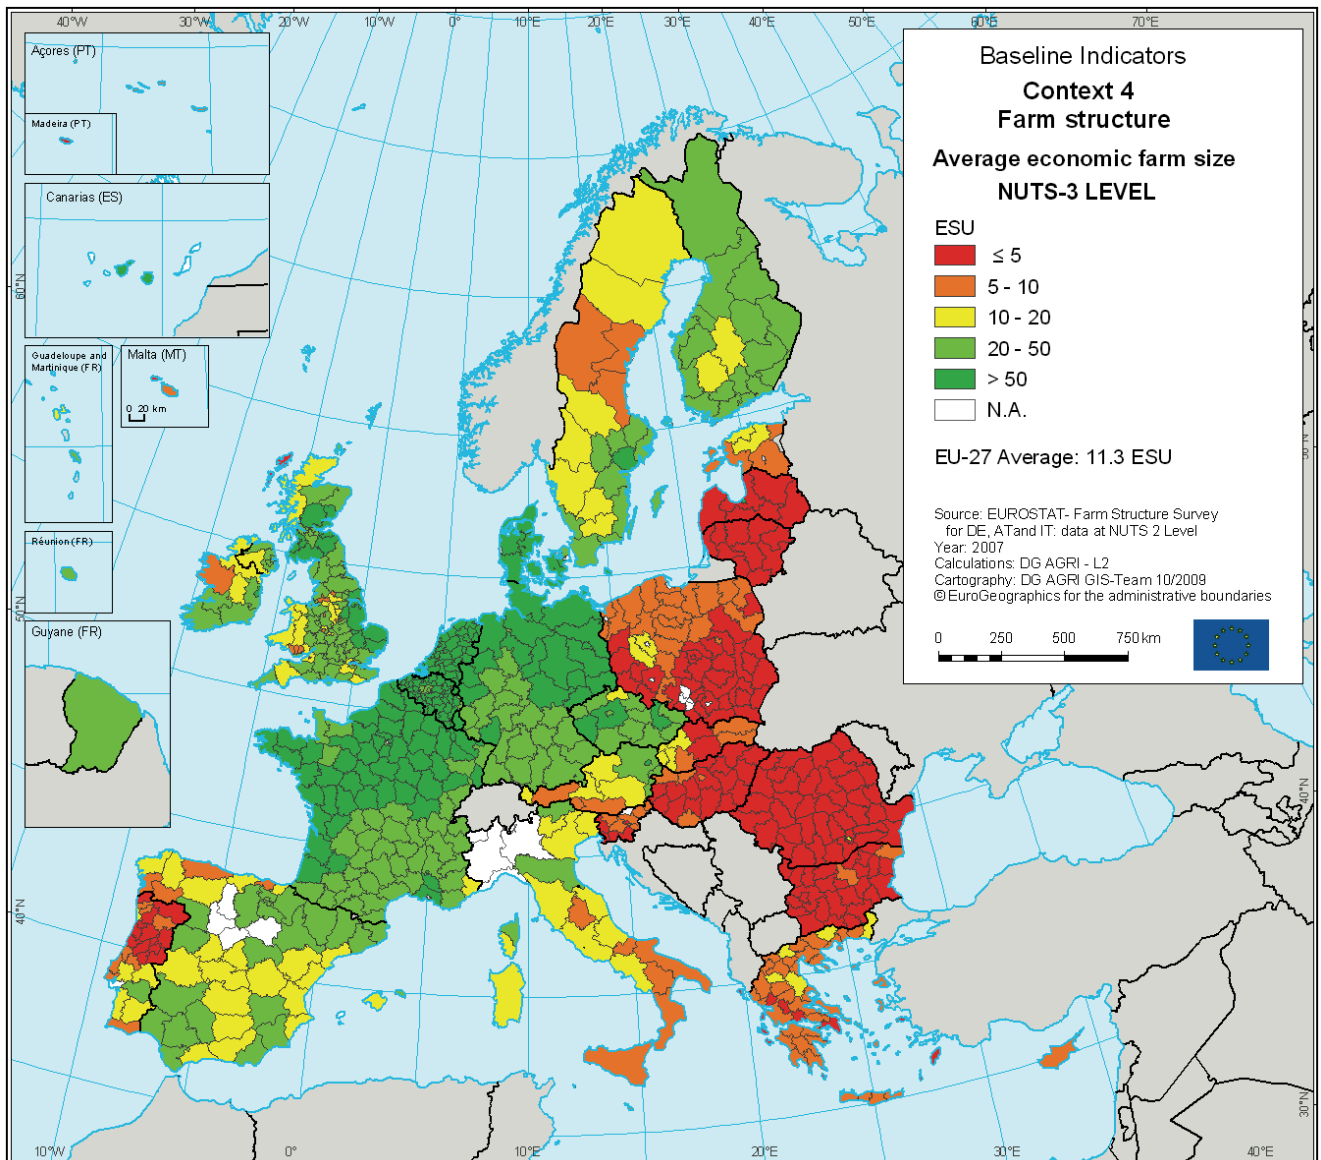 40°W
30°W
20°W
10°W
0°
10°E
20°E
30°E
40°E
50°E
60°E
70°E
Açores (PT)
Madeira (PT)
Canarias (ES)
Guadeloupe and
Martinique (FR)
Malta (MT)
0 20 km
Réunion (FR)
Guyane (FR)
60°N
50°N
40°N
Baseline Indicators
Context 4
Farm structure
Average economic farm size
NUTS-3 LEVEL
ESU
≤ 5
5 - 10
10 - 20
20 - 50
> 50
N.A.
EU-27 Average: 11.3 ESU
Source: EUROSTAT- Farm Structure Survey
for DE, ATand IT: data at NUTS 2 Level
Year: 2007
Calculations: DG AGRI - L2
Cartography: DG AGRI GIS-Team 10/2009
© EuroGeographics for the administrative boundaries
0 250 500 750 km
40°N
30°N
10°W
0°
10°E
20°E
30°E
40°E